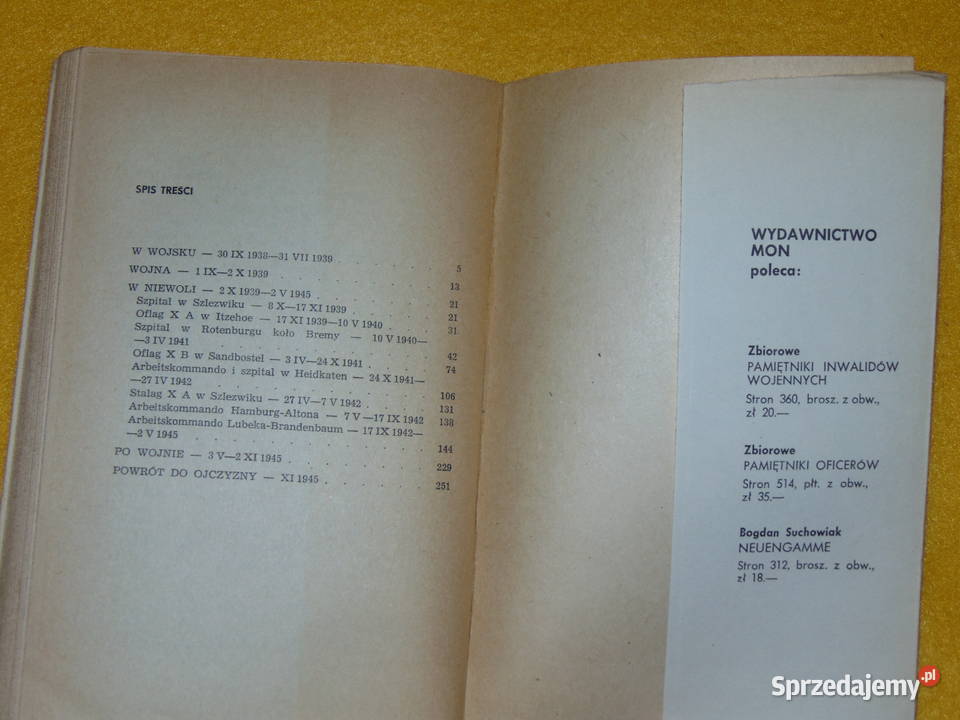 SPIS TREŚCI
W WOJSKU — 30 IX 1938—31 VII 1939 . . . . . 5
WOJNA — 1 IX—2 X 1939 . . . . . . . 13
W NIEWOLI — 2 X 1939—2 V 1945 . . . . . . 21
Szpital w Szlezwiku — 8 X—17 XI 1939 . . . . 21
Oflag X A w Itzehoe — 17 XI 1939—10 V 1940 . . . 31
Szpital w Rotenburgu koło Bremy — 10 V 1940—
—3 IV 1941 . . . . . . . . . 42
Oflag X B w Sandbostel — 3 IV—24 X 1941 . . . 74
Arbeitskommando i szpital w Heidkaten — 24 X 1941—
—27 IV 1942 . . . . . . . . . 106
Stalag X A w Szlezwiku — 27 IV—7 V 1942 . . . . 131
Arbeitskommando Hamburg-Altona — 7 V—17 IX 1942 138
Arbeitskommando Lubeka-Brandenbaum — 17 IX 1942—
—2 V 1945 . . . . . . . . . 144
PO WOJNIE — 3 V—2 XI 1945 . . . . . . . 229
POWRÓT DO OJCZYZNY — XI 1945 . . . . . . 251
WYDAWNICTWO
MON
poleca:
Zbiorowe
PAMIĘTNIKI INWALIDÓW
WOJENNYCH
Stron 360, brosz. z obw.,
zł 20.—
Zbiorowe
PAMIĘTNIKI OFICERÓW
Stron 514, płt. z obw.,
zł 35.—
Bogdan Suchowiak
NEUENGAMME
Stron 312, brosz. z obw.,
zł 18.—
Sprzedajemy.pl